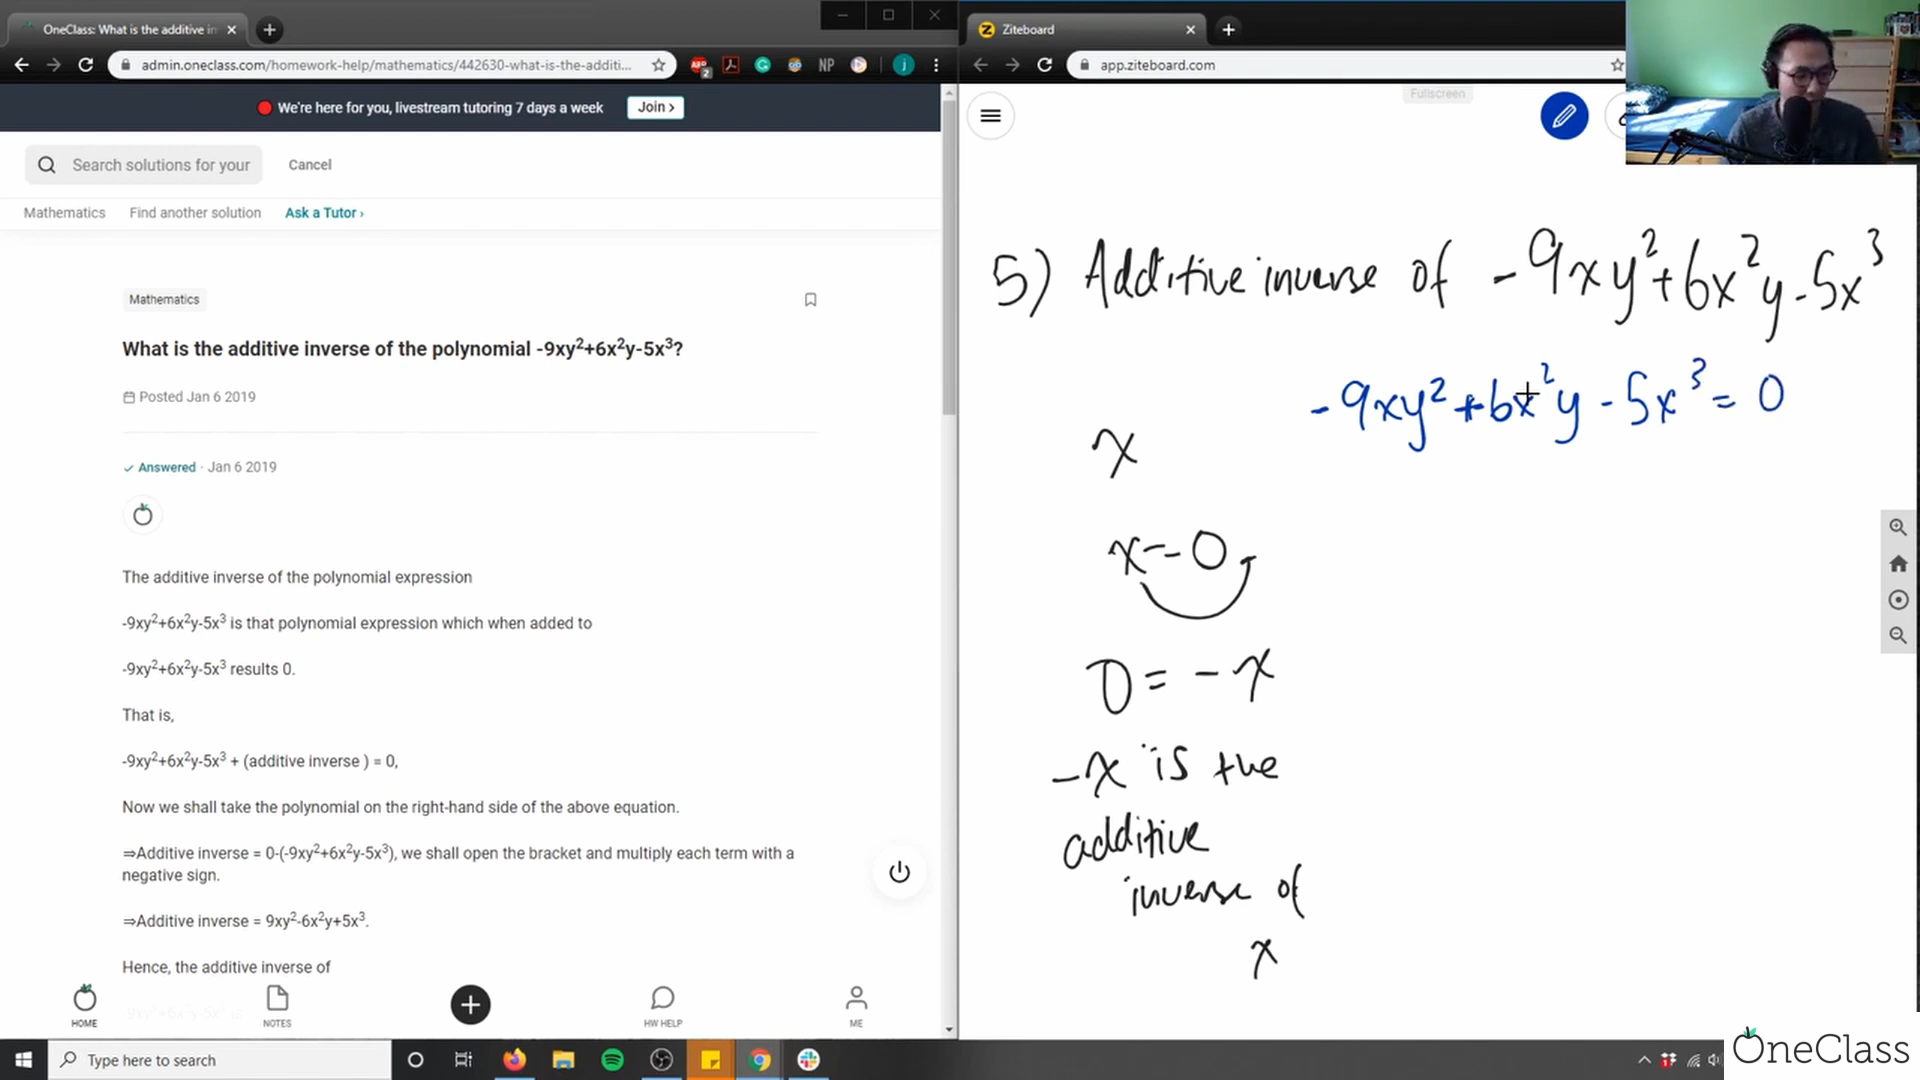 OneClass: What is the additive in
Ziteboard
admin.oneclass.com/homework-help/mathematics/442630-what-is-the-additi...
2
NP
j
app.ziteboard.com
Fullscreen
We're here for you, livestream tutoring 7 days a week
Join ›
Search solutions for your
Cancel
Mathematics
Find another solution
Ask a Tutor ›
Mathematics
What is the additive inverse of the polynomial -9xy²+6x²y-5x³?
Posted Jan 6 2019
Answered · Jan 6 2019
The additive inverse of the polynomial expression
-9xy²+6x²y-5x³ is that polynomial expression which when added to
-9xy²+6x²y-5x³ results 0.
That is,
-9xy²+6x²y-5x³ + (additive inverse ) = 0,
Now we shall take the polynomial on the right-hand side of the above equation.
⇒Additive inverse = 0-(-9xy²+6x²y-5x³), we shall open the bracket and multiply each term with a
negative sign.
⇒Additive inverse = 9xy²-6x²y+5x³.
Hence, the additive inverse of
HOME
NOTES
HW HELP
ME
5) Additive inverse of -9xy²+6x²y-5x³
-9xy²+6x²y-5x³=0
x
x=0
0=-x
-x is the
additive
inverse of
x
Type here to search
OneClass